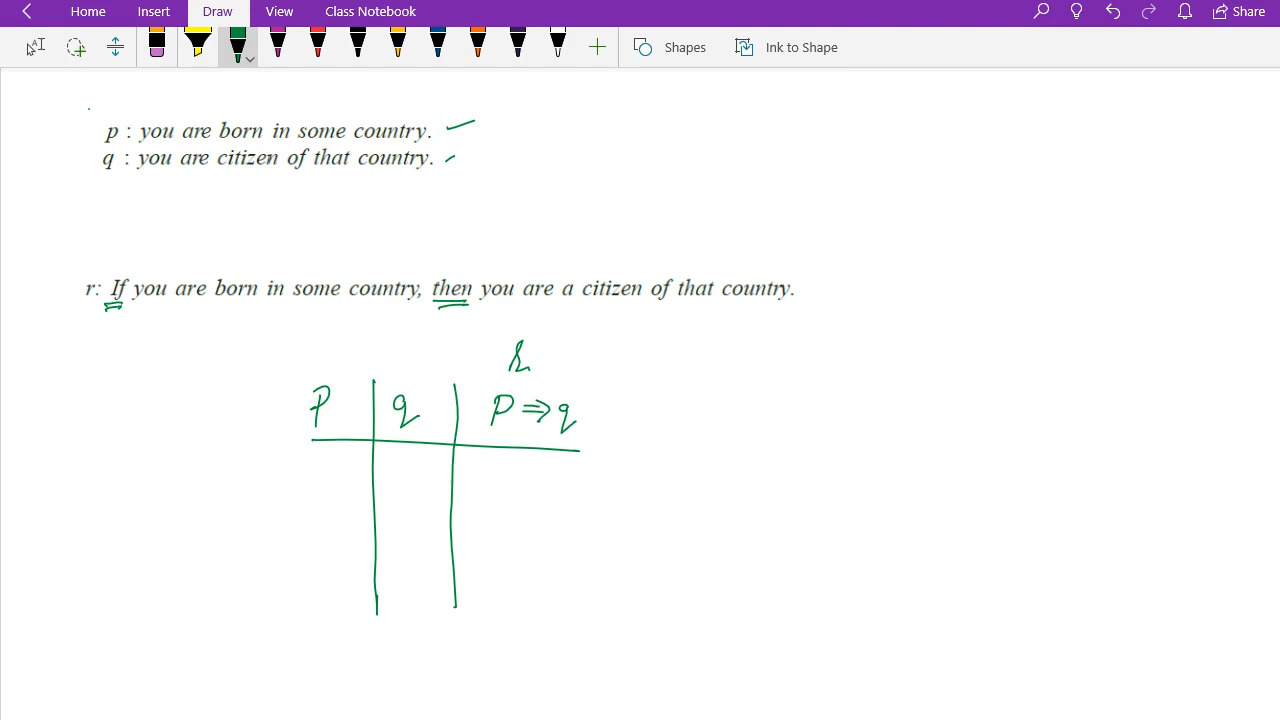 Home Insert Draw View Class Notebook Share
Shapes Ink to Shape
p : you are born in some country.
q : you are citizen of that country.
r: If you are born in some country, then you are a citizen of that country.
r
P q P ⇒ q